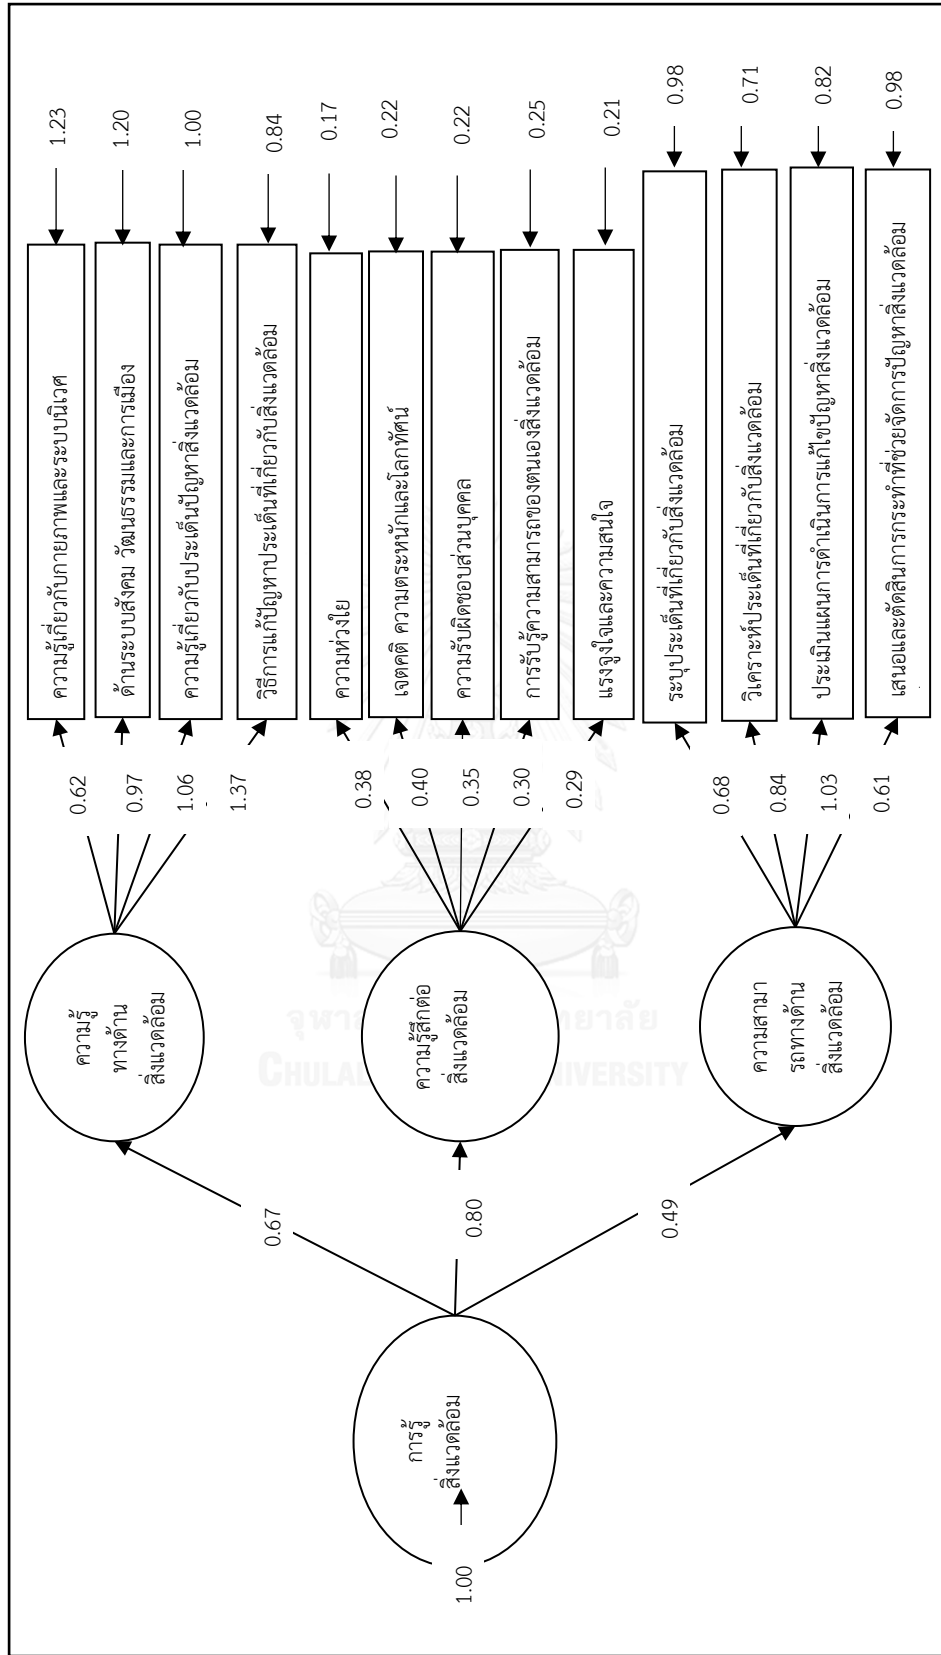 1.00
การรู้
สิ่งแวดล้อม
0.67
0.80
0.49
ความรู้
ทางด้าน
สิ่งแวดล้อม
ความรู้สึกต่อ
สิ่งแวดล้อม
ความสามา
รถทางด้าน
สิ่งแวดล้อม
0.62
0.97
1.06
1.37
0.38
0.40
0.35
0.30
0.29
0.68
0.84
1.03
0.61
ความรู้เกี่ยวกับกายภาพและระบบนิเวศ
ด้านระบบสังคม วัฒนธรรมและการเมือง
ความรู้เกี่ยวกับประเด็นปัญหาสิ่งแวดล้อม
วิธีการแก้ปัญหาประเด็นที่เกี่ยวกับสิ่งแวดล้อม
ความห่วงใย
เจตคติ ความตระหนักและโลกทัศน์
ความรับผิดชอบส่วนบุคคล
การรับรู้ความสามารถของตนเองสิ่งแวดล้อม
แรงจูงใจและความสนใจ
ระบุประเด็นที่เกี่ยวกับสิ่งแวดล้อม
วิเคราะห์ประเด็นที่เกี่ยวกับสิ่งแวดล้อม
ประเมินแผนการดำเนินการแก้ไขปัญหาสิ่งแวดล้อม
เสนอและตัดสินการกระทำที่ช่วยจัดการปัญหาสิ่งแวดล้อม
1.23
1.20
1.00
0.84
0.17
0.22
0.22
0.25
0.21
0.98
0.71
0.82
0.98